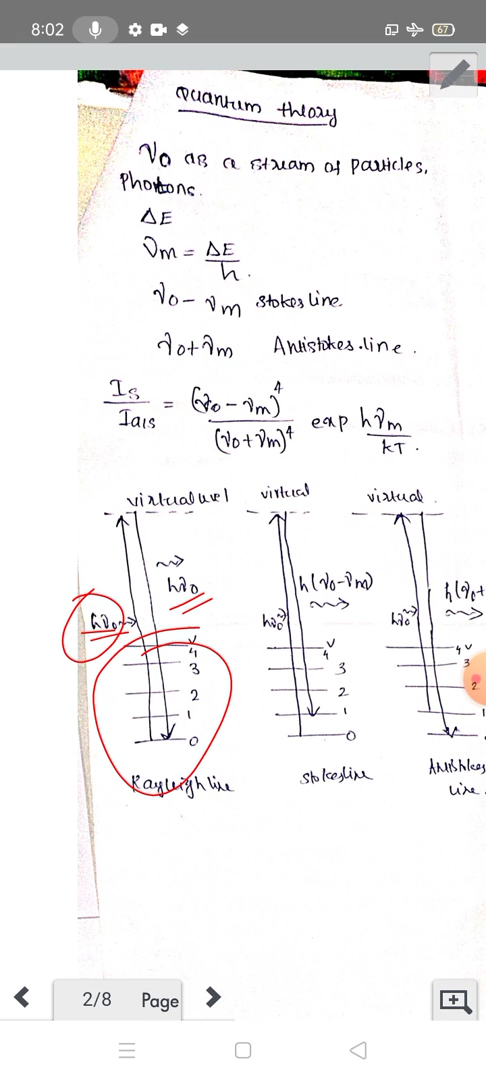 8:02
67
Quantum theory
ν0 as a stream of particles,
Photons.
ΔE
νm = ΔE/h.
ν0 - νm Stokes line
ν0 + νm Antistokes line.
Is/Iais = (ν0 - νm)^4/(ν0 + νm)^4 exp hνm/kT.
virtual virtual
hν0 h(ν0-νm) h(ν0+
hν0 hν0 hν0
v v v
4 4 4
3 3 3
2 2 2
1 1 1
0 0
Rayleigh line Stokes line Antistokes
line
2/8 Page